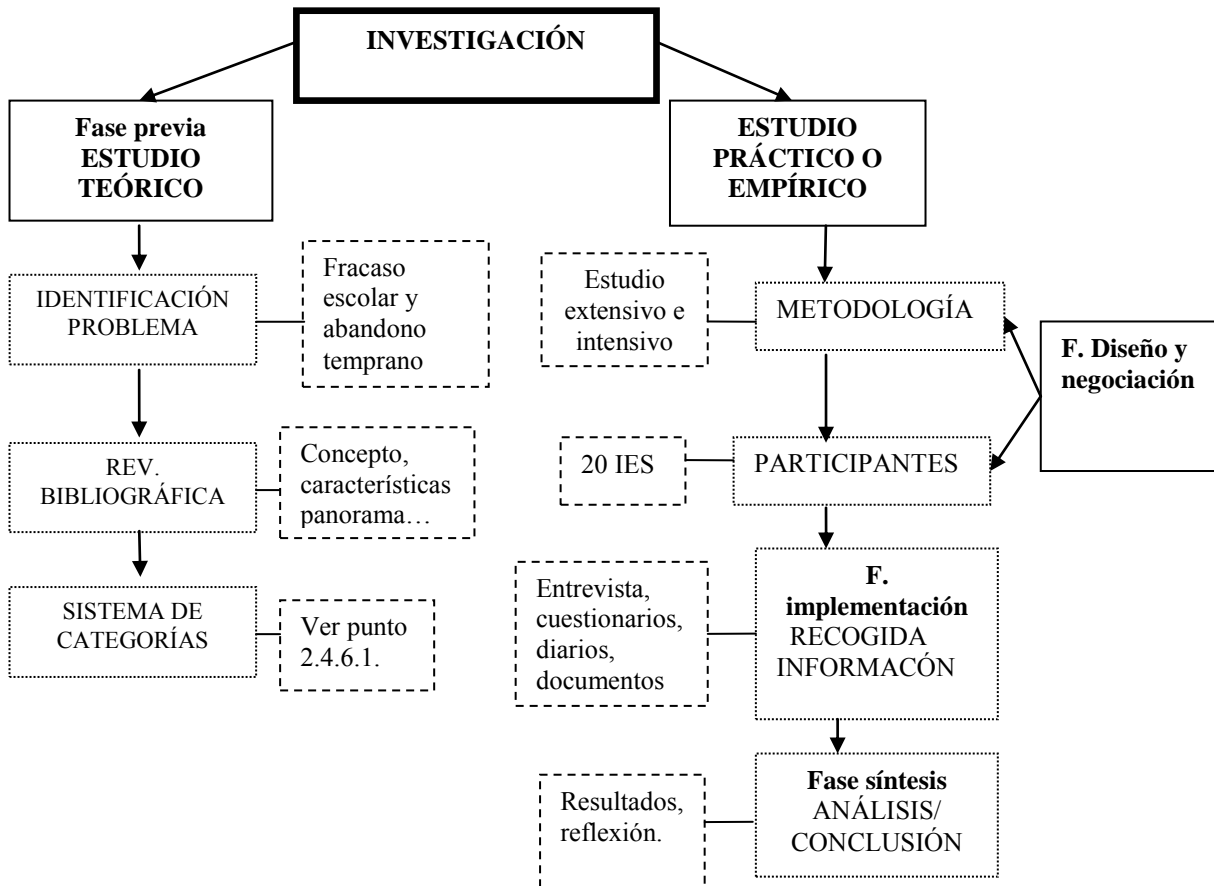 INVESTIGACIÓN
Fase previa
ESTUDIO
TEÓRICO
IDENTIFICACIÓN
PROBLEMA
Fracaso
escolar y
abandono
temprano
REV.
BIBLIOGRÁFICA
Concepto,
característícas
panorama…
SISTEMA DE
CATEGORÍAS
Ver punto
2.4.6.1.
ESTUDIO
PRÁCTICO O
EMPÍRICO
Estudio
extensivo e
intensivo
METODOLOGÍA
F. Diseño y
negociación
20 IES
PARTICIPANTES
Entrevista,
cuestionarios,
diarios,
documentos
F.
implementación
RECOGIDA
INFORMACÓN
Resultados,
reflexión.
Fase síntesis
ANÁLISIS/
CONCLUSIÓN